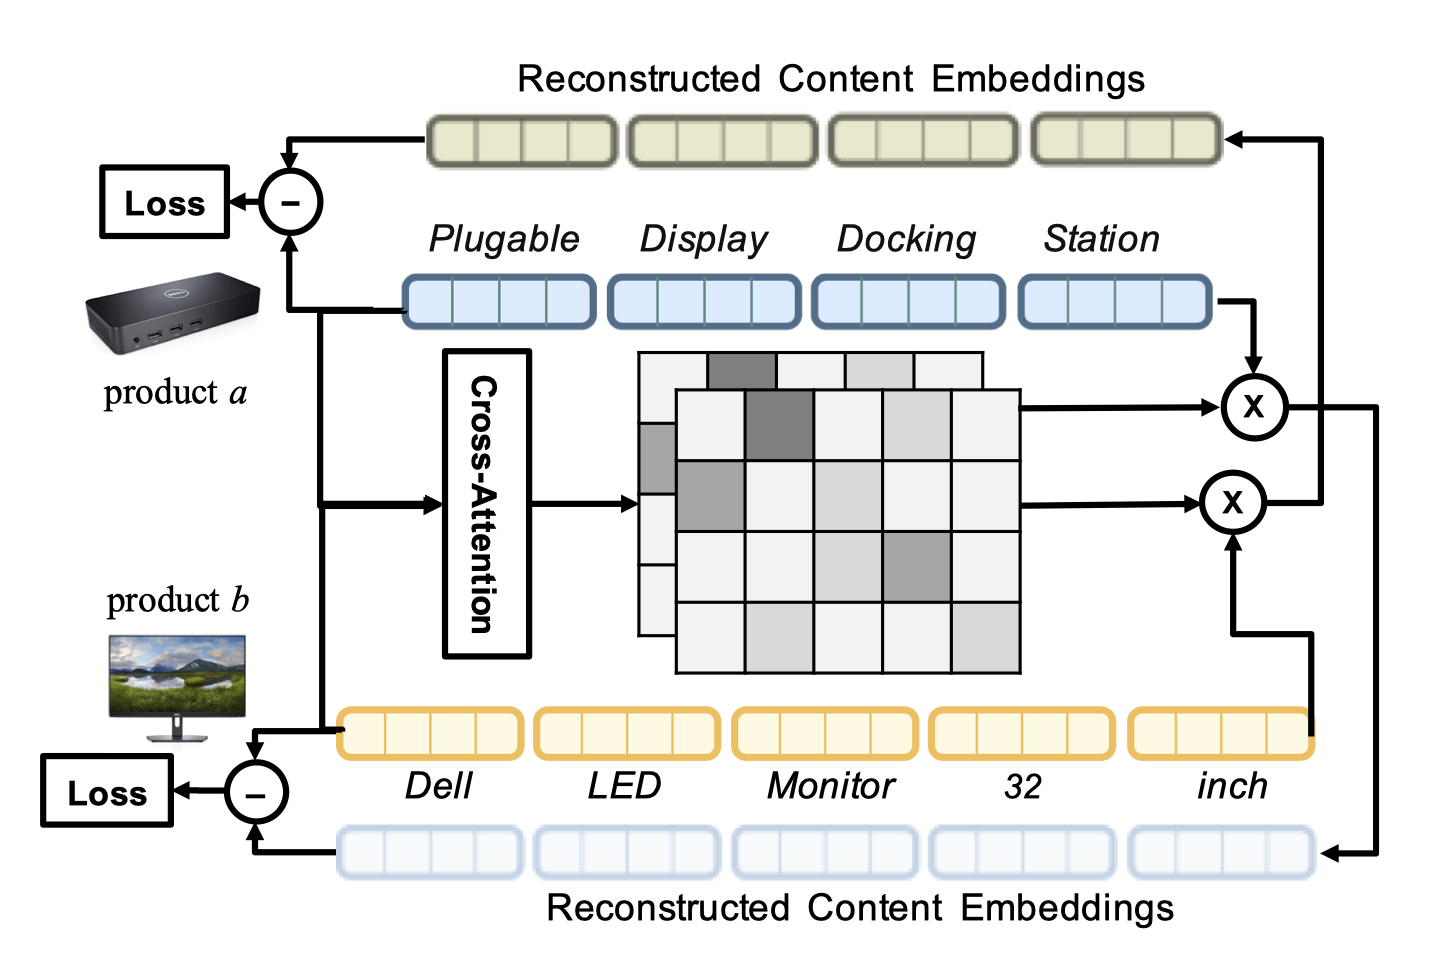 Reconstructed Content Embeddings
Loss
–
Plugable Display Docking Station
DELL
product a
X
Cross-Attention
X
product b
Dell LED Monitor 32 inch
Loss
–
Reconstructed Content Embeddings